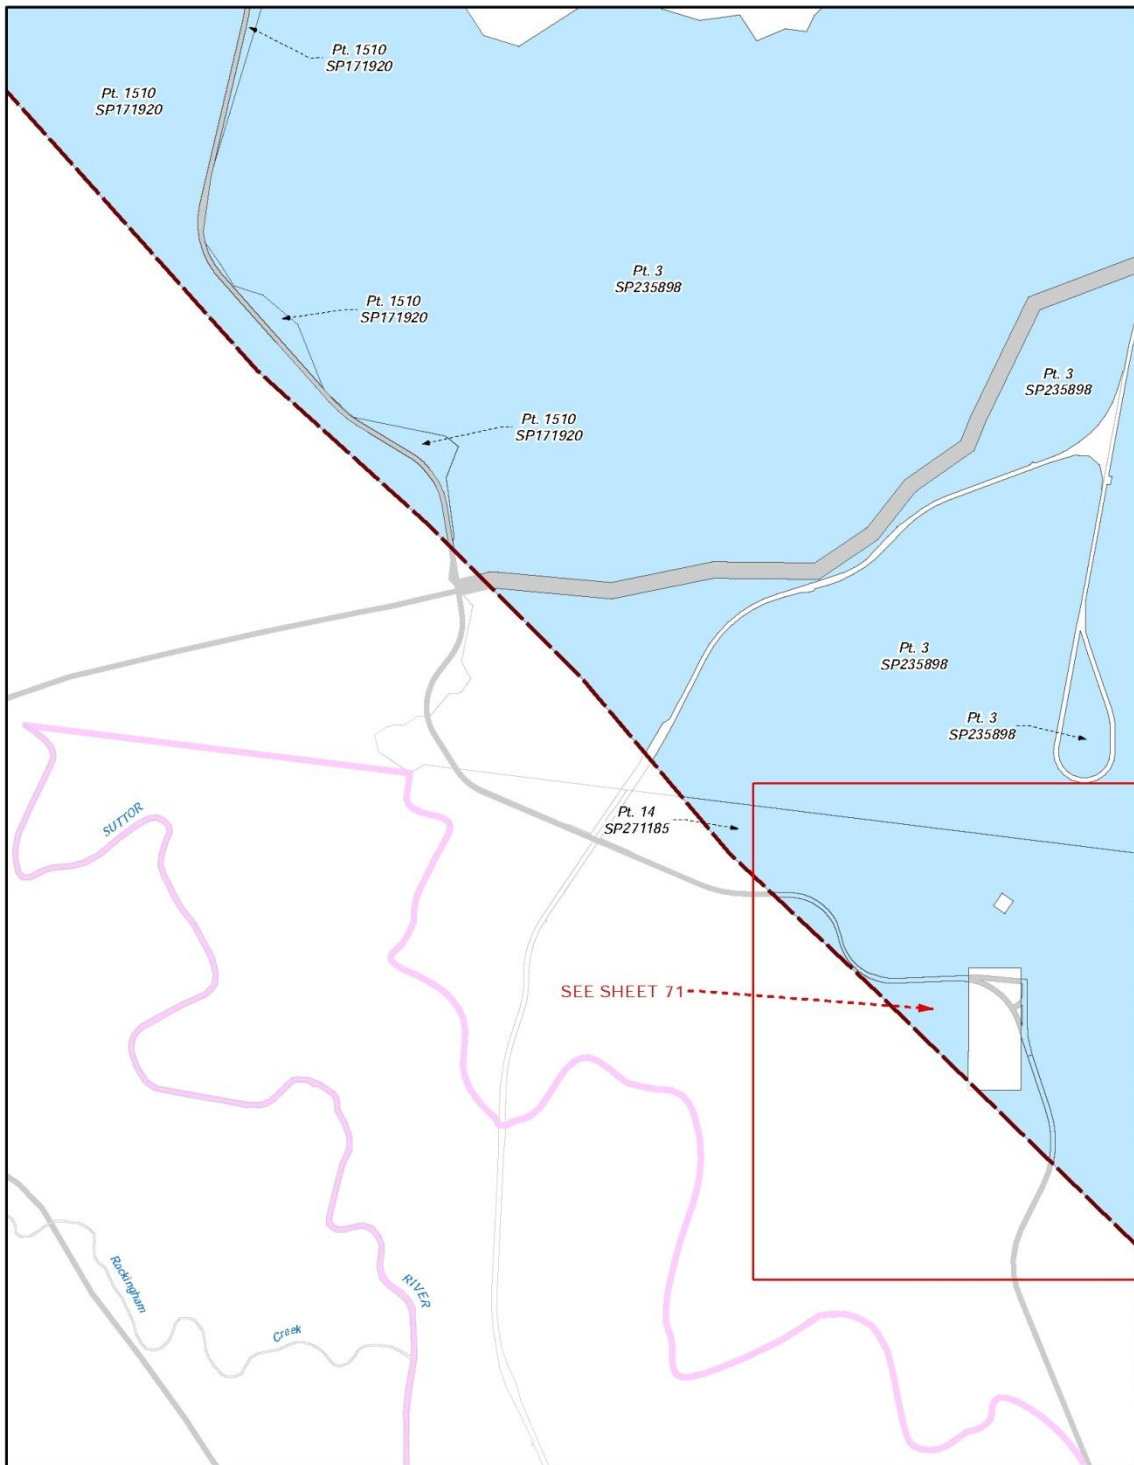 Pt. 1510
SP171920
Pt. 1510
SP171920
Pt. 3
SP235898
Pt. 1510
SP171920
Pt. 3
SP235898
Pt. 1510
SP171920
Pt. 3
SP235898
Pt. 3
SP235898
Pt. 14
SP271185
SUTTOR
SEE SHEET 71
Rockingham
RIVER
Creek